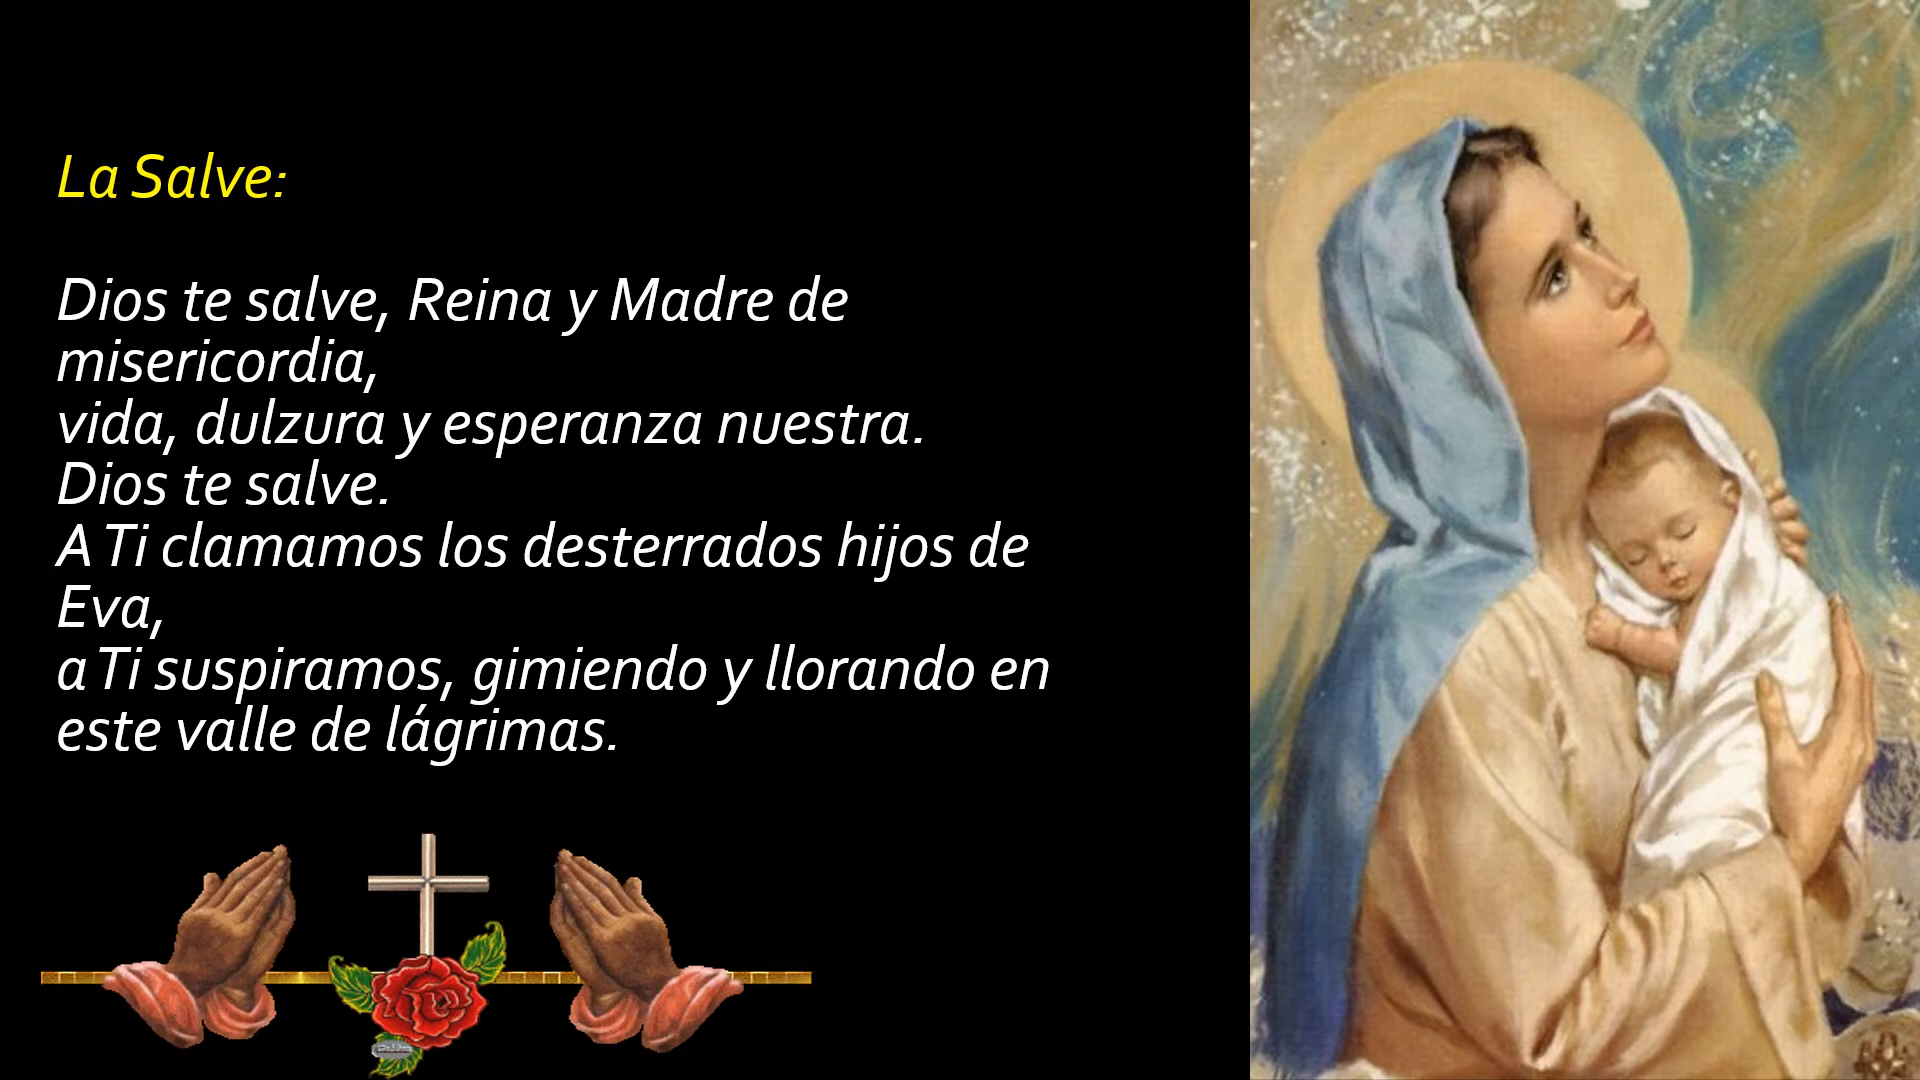 La Salve:
Dios te salve, Reina y Madre de
misericordia,
vida, dulzura y esperanza nuestra.
Dios te salve.
A Ti clamamos los desterrados hijos de
Eva,
a Ti suspiramos, gimiendo y llorando en
este valle de lágrimas.